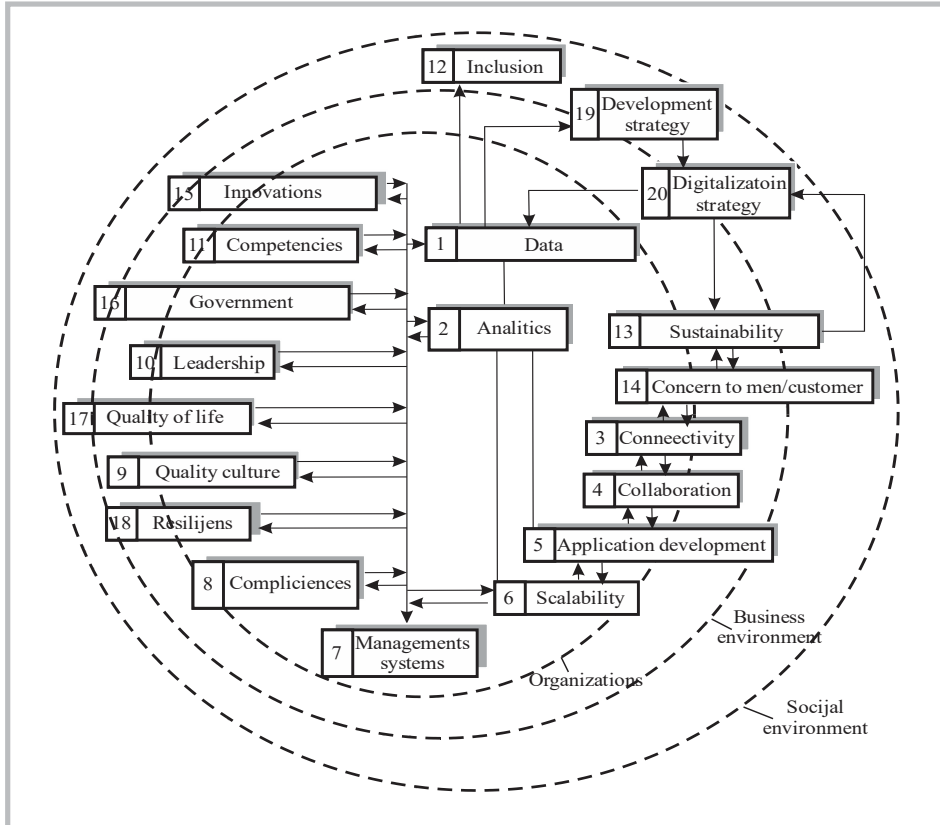 12 Inclusion
19 Development
strategy
15 Innovations
20 Digitalizatoin
strategy
11 Competencies
1 Data
16 Government
2 Analitics
13 Sustainability
10 Leadership
14 Concern to men/customer
17 Quality of life
3 Conneectivity
9 Quality culture
4 Collaboration
18 Resilijens
5 Application development
8 Compliciences
6 Scalability
7 Managements
systems
Business
environment
Organizations
Socijal
environment